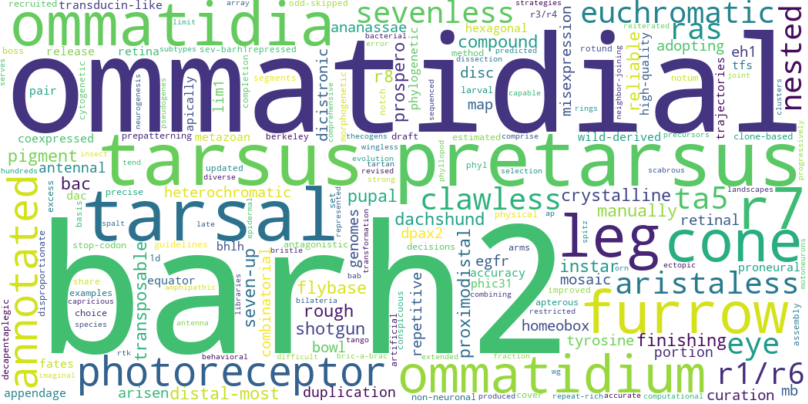 recruited transducin-like limit array odd-skipped strategies
ommatidia sevenless r3/r4 euchromatic
ananassae hexagonal ras nested
boss release retina subtypes sev-barh1 repressed bacterial predicted rotund reiterated
compound method adopting eh1
ommatidial
pair cytogenetic neurogenesis pseudogenes apically lim1 completion segments dicistronic prospero r8 notch phylogenetic disc error dissection larval map sequenced capable misexpression rings neighbor-joining reliable high-quality notum tfs trajectories joint clusters
coexpressed prepatterning metazoan berkeley draft estimated comprise wild-derived precursors clone-based
serves morphogenetic comprehensive thecogens
tarsus pretarsus
pigment insect antennal tend updated diverse wingless evolution tartan revised strong phyllopod phyl selection scabrous progressively
hundreds bac dac precise heterochromatic set represented pupal clawless crystalline ta5 landscapes
annotated excess basis tarsal genomes dachshund manually r7
disproportionate spalt late epidermal transformation dpax2 physical ap retinal leg cone
stop-codon guidelines bhlh antagonistic decisions egfr arms spitz proneural motoneurons
barh2
share 1d transposable equator libraries seven-up combinatorial bristle bab flybase accuracy phic31 repetitive proximodistal instar mosaic orn ectopic aristaless
examples amphipathic antenna rough tango combining apterous improved furrow
capricious choice species shotgun artificial conspicuous homeobox restricted
decapentaplegic fates rtk behavioral difficult bowl bric-a-brac extended wg tyrosine finishing eye assembly
imaginal photoreceptor fraction ommatidium portion r1/r6
appendage arisen distal-most duplication bilateria non-neuronal produced cover repeat-rich accurate computational curation mb